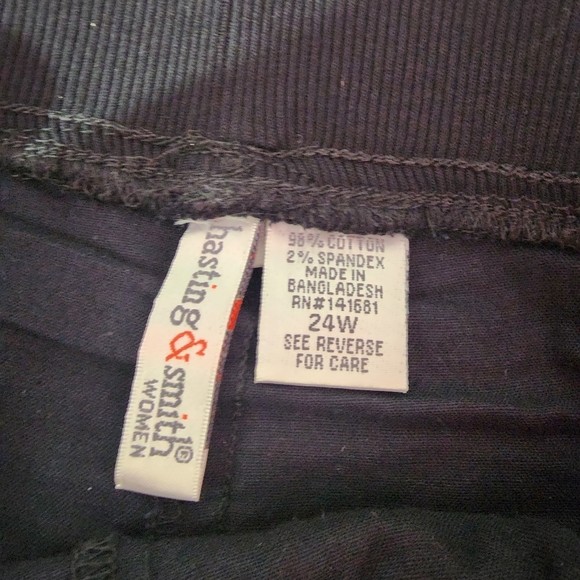 hasting & smith©
WOMEN
98% COTTON
2% SPANDEX
MADE IN
BANGLADESH
RN#141681
24W
SEE REVERSE
FOR CARE